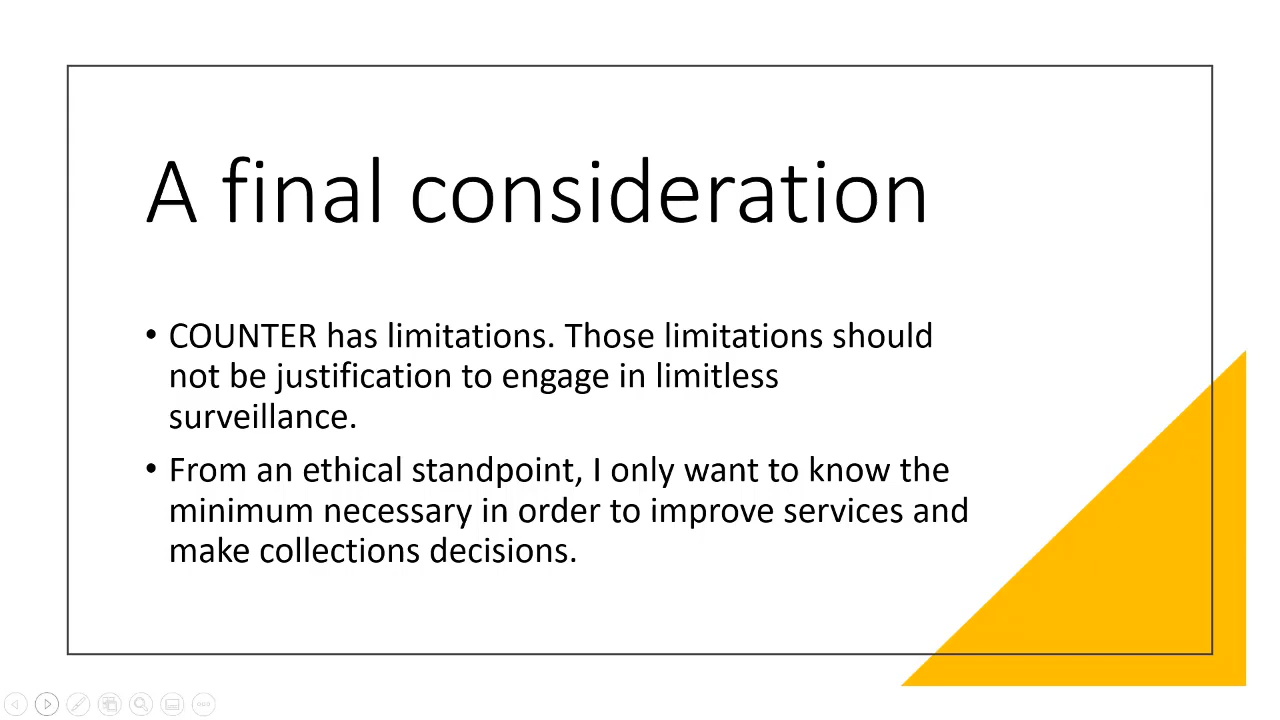 A final consideration
• COUNTER has limitations. Those limitations should
not be justification to engage in limitless
surveillance.
• From an ethical standpoint, I only want to know the
minimum necessary in order to improve services and
make collections decisions.